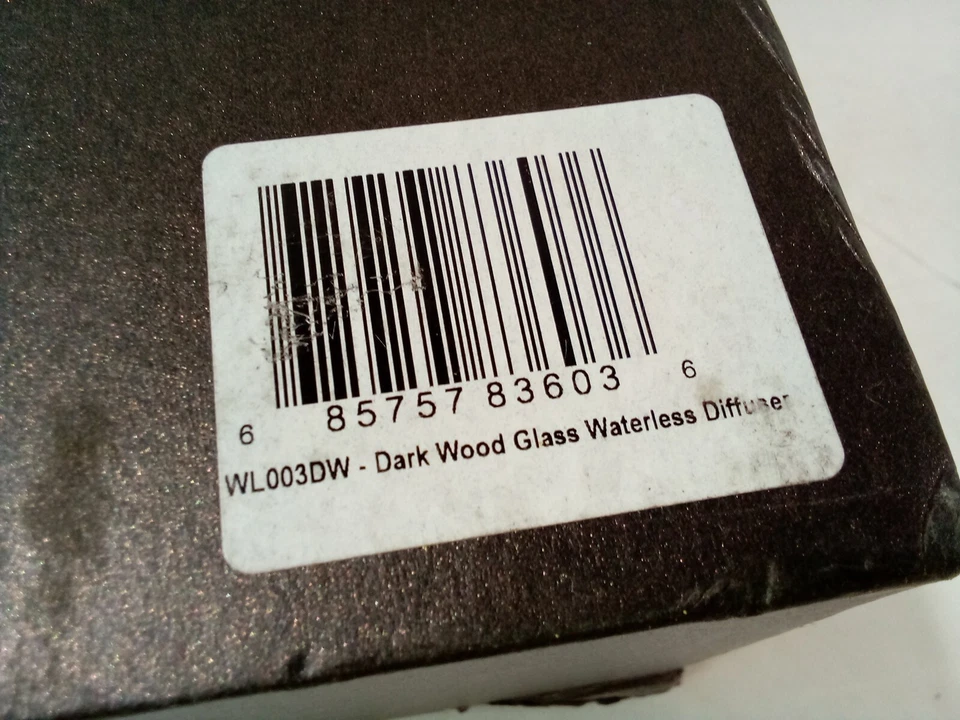 6 85757 83603 6
WL003DW - Dark Wood Glass Waterless Diffuser